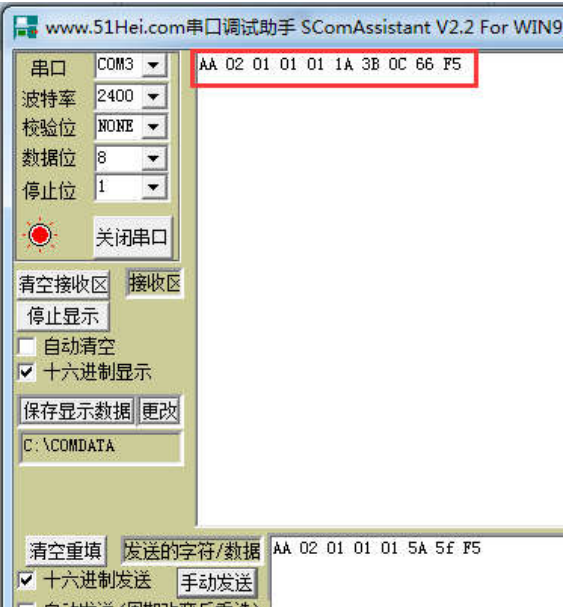 www.51Hei.com串口调试助手 SComAssistant V2.2 For WIN9
串口 COM3
AA 02 01 01 01 1A 3B 0C 66 F5
波特率 2400
校验位 NONE
数据位 8
停止位 1
关闭串口
清空接收区 接收区
停止显示
自动清空
十六进制显示
保存显示数据 更改
C:\COMDATA
清空重填 发送的字符/数据 AA 02 01 01 01 5A 5f F5
十六进制发送 手动发送